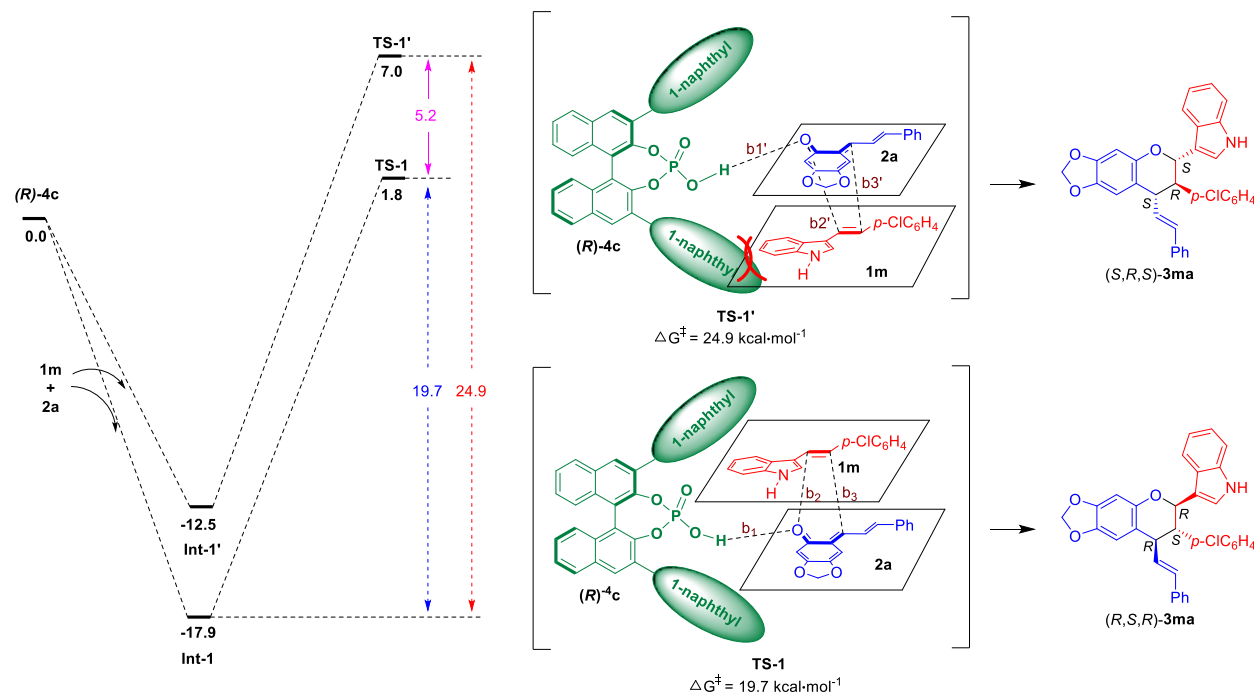 TS-1'
7.0
5.2
TS-1
1.8
(R)-4c
0.0
1m
+
2a
19.7
24.9
-12.5
Int-1'
-17.9
Int-1
1-naphthyl
O
O
P
O
O
H
b1'
O
Ph
2a
O
O
b3'
b2'
p-ClC6H4
N
H
1m
1-naphthyl
(R)-4c
TS-1'
△G‡ = 24.9 kcal·mol-1
NH
O
O
O
S
R
S
p-ClC6H4
Ph
(S,R,S)-3ma
1-naphthyl
p-ClC6H4
1m
N
H
b2
b3
O
O
P
O
O
H
b1
O
Ph
O
O
2a
1-naphthyl
(R)-4c
TS-1
△G‡ = 19.7 kcal·mol-1
NH
O
O
O
R
S
R
p-ClC6H4
Ph
(R,S,R)-3ma